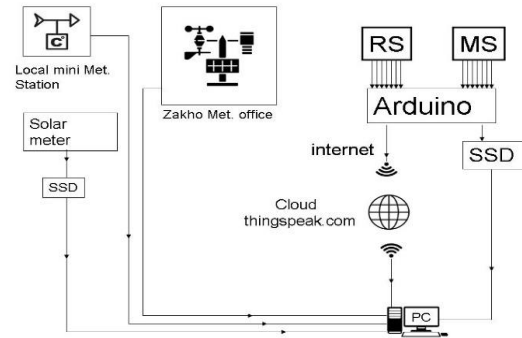 C°
Local mini Met.
Station
Zakho Met. office
Solar
meter
SSD
RS
MS
Arduino
internet
SSD
Cloud
thingspeak.com
PC